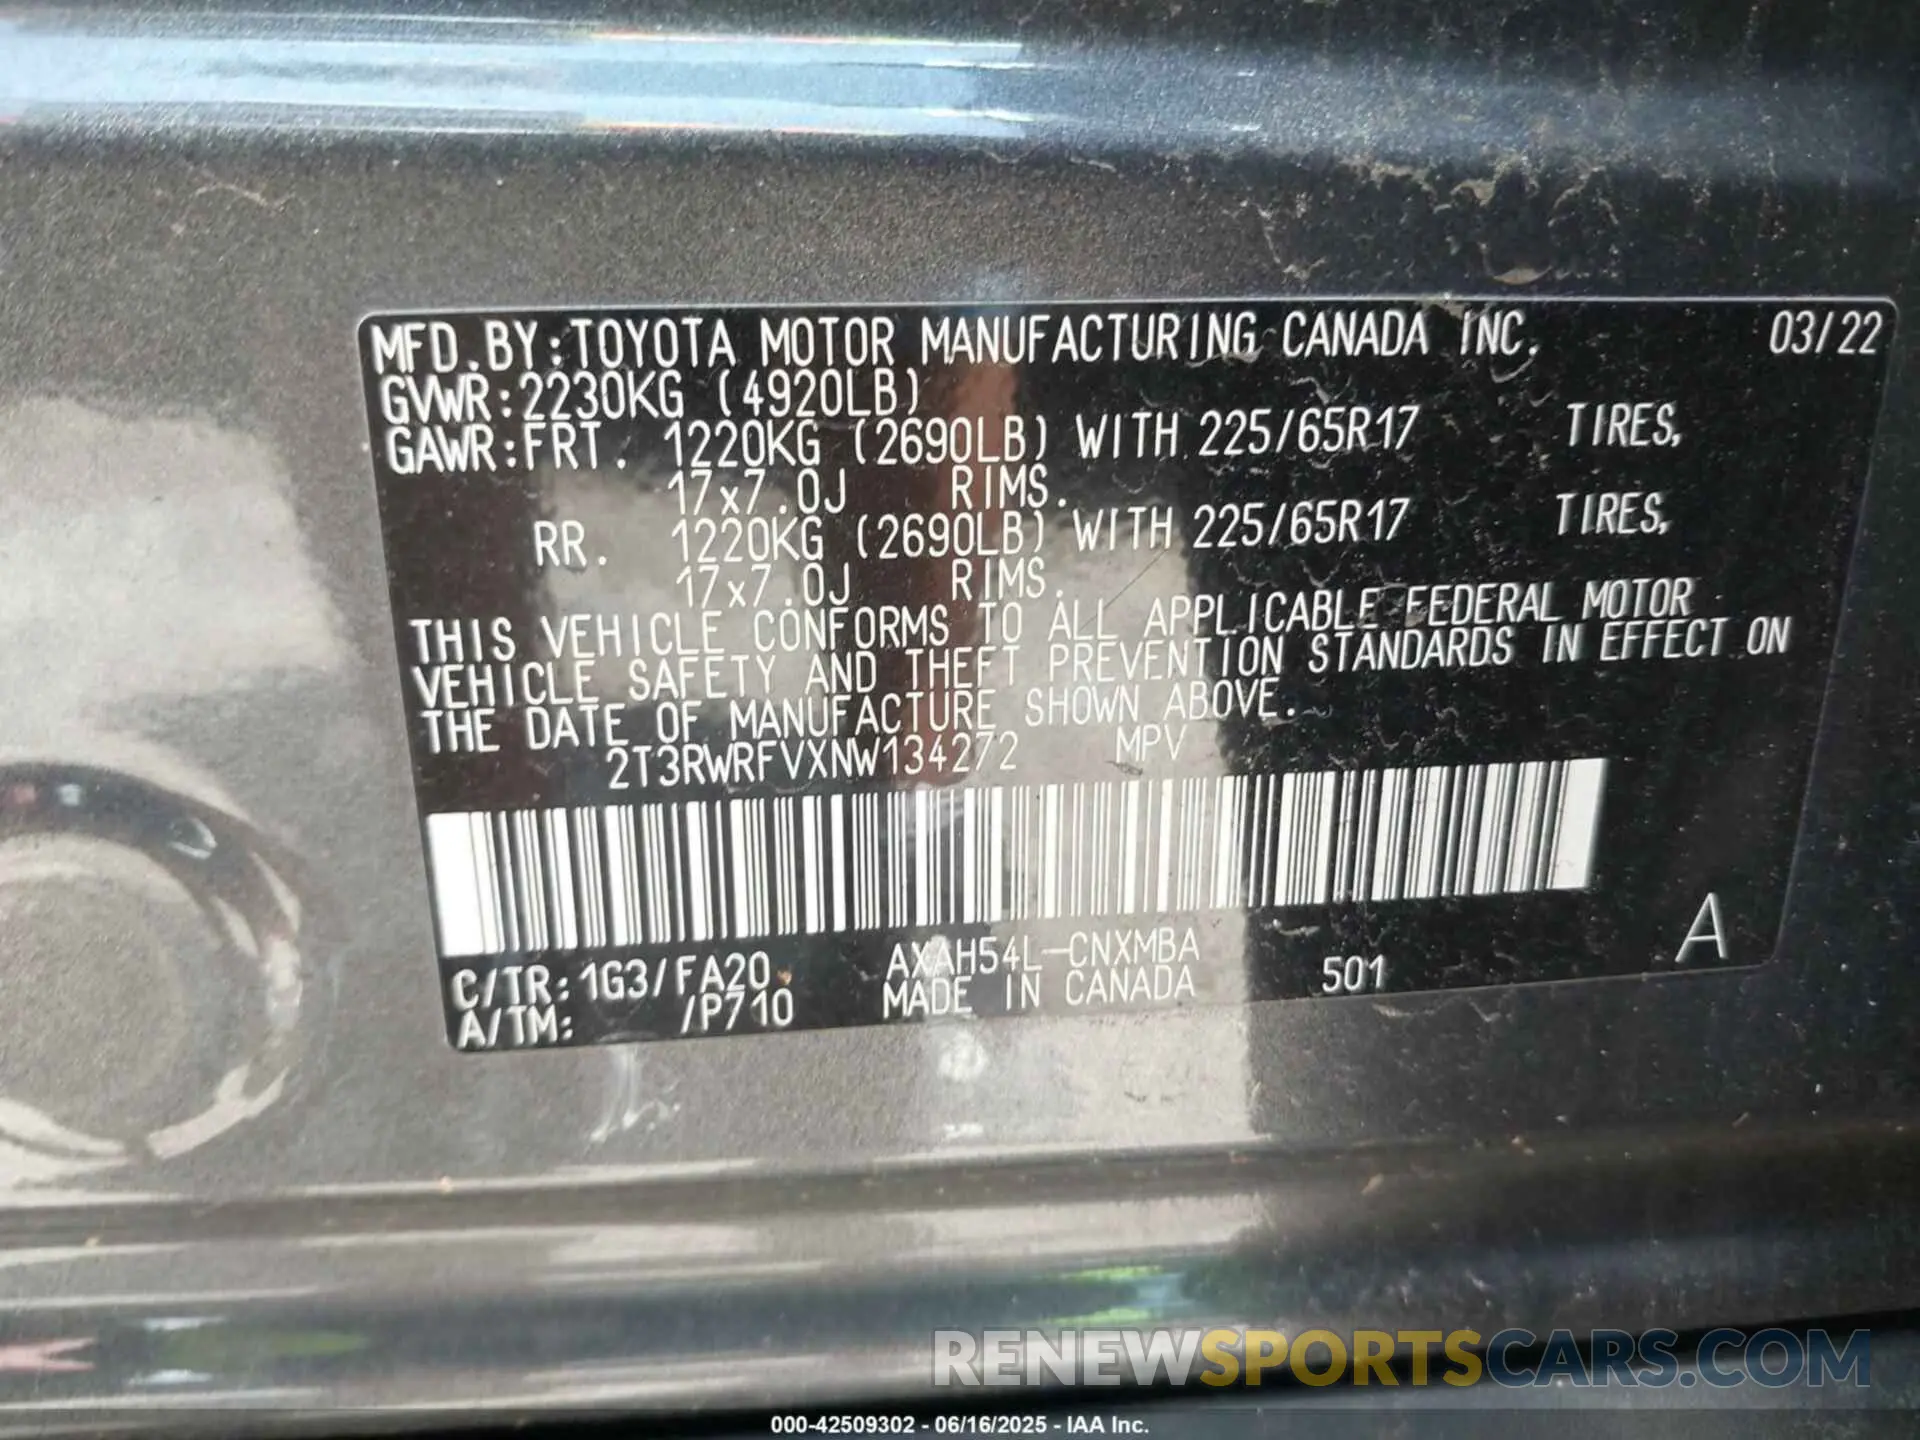 MFD.BY:TOYOTA MOTOR MANUFACTURING CANADA INC. 03/22
GVWR:2230KG (4920LB)
GAWR:FRT. 1220KG (2690LB) WITH 225/65R17 TIRES,
17x7.0J RIMS.
RR. 1220KG (2690LB) WITH 225/65R17 TIRES,
17x7.0J RIMS.
THIS VEHICLE CONFORMS TO ALL APPLICABLE FEDERAL MOTOR
VEHICLE SAFETY AND THEFT PREVENTION STANDARDS IN EFFECT ON
THE DATE OF MANUFACTURE SHOWN ABOVE.
2T3RWRFVXNW134272 MPV
C/TR:1G3/FA20 AXAH54L-CNXMBA 501 A
A/TM: /P710 MADE IN CANADA
RENEWSPORTSCARS.COM
000-42509302 - 06/16/2025 - IAA Inc.